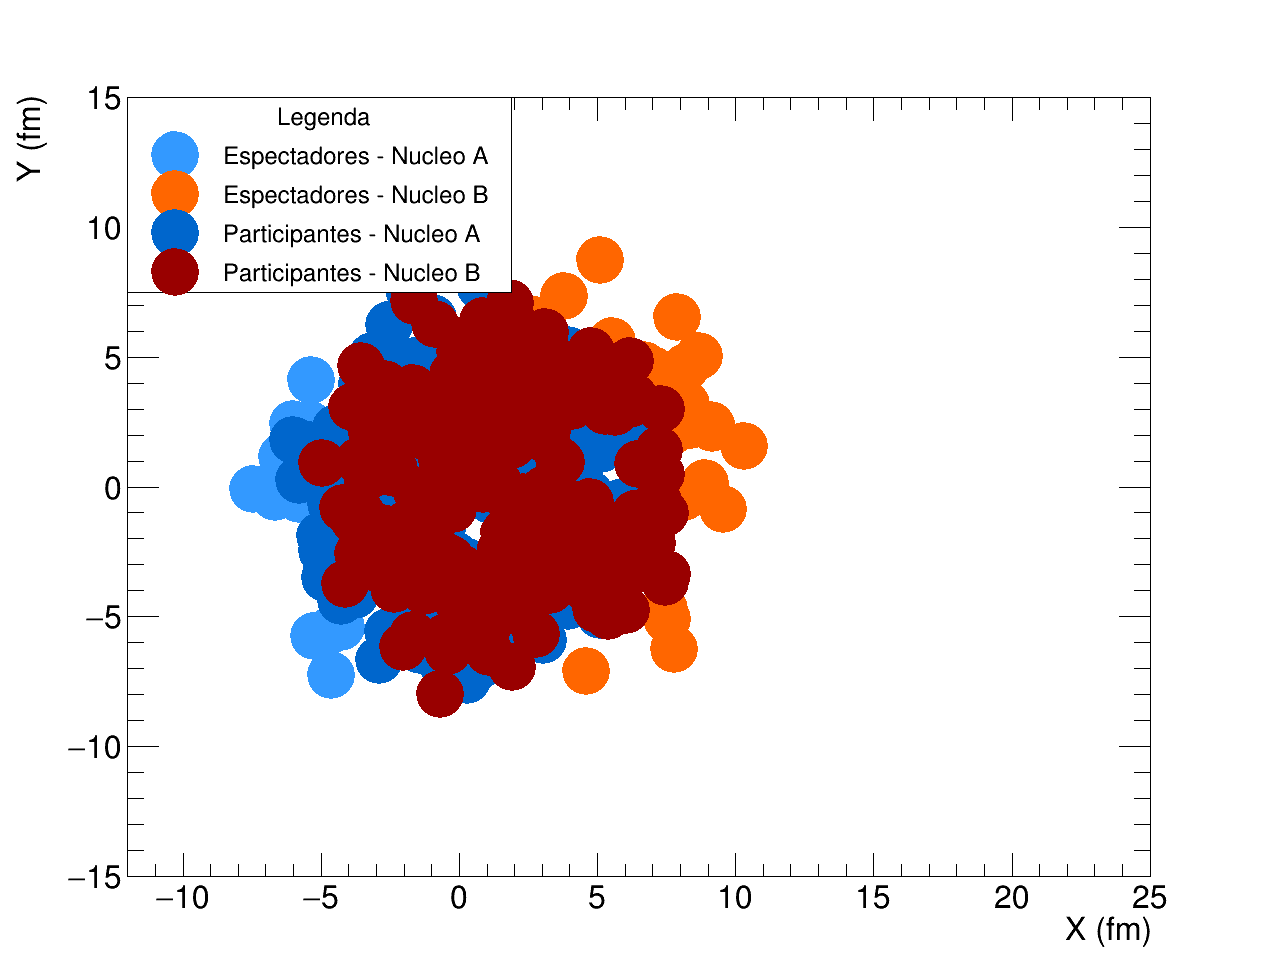 Y (fm)
15
10
5
0
−5
−10
−15
Legenda
Espectadores - Nucleo A
Espectadores - Nucleo B
Participantes - Nucleo A
Participantes - Nucleo B
−10 −5 0 5 10 15 20 25
X (fm)